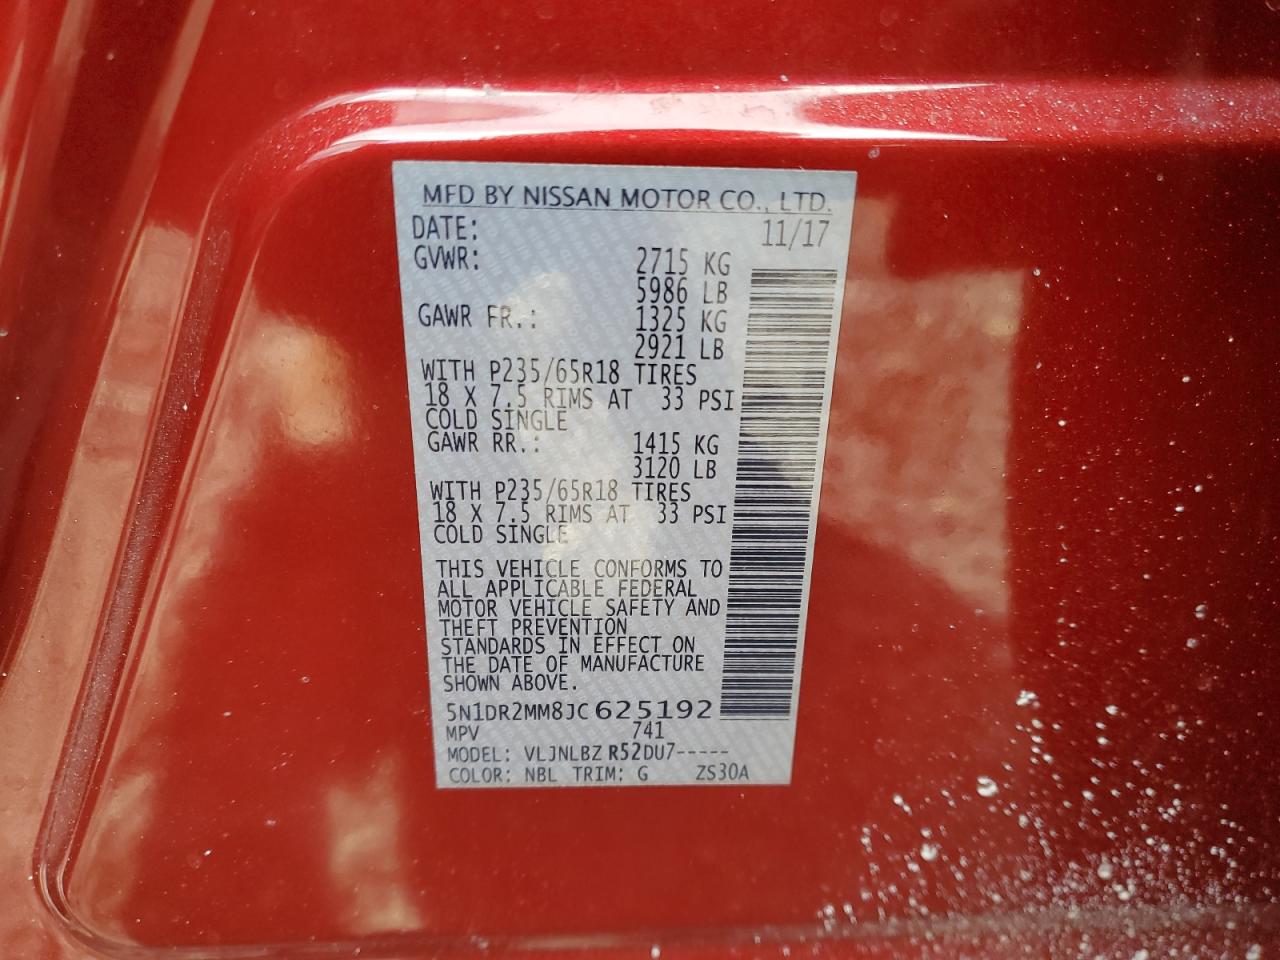 MFD BY NISSAN MOTOR CO., LTD.
DATE: 11/17
GVWR: 2715 KG
5986 LB
GAWR FR.: 1325 KG
2921 LB
WITH P235/65R18 TIRES
18 X 7.5 RIMS AT 33 PSI
COLD SINGLE
GAWR RR.: 1415 KG
3120 LB
WITH P235/65R18 TIRES
18 X 7.5 RIMS AT 33 PSI
COLD SINGLE
THIS VEHICLE CONFORMS TO
ALL APPLICABLE FEDERAL
MOTOR VEHICLE SAFETY AND
THEFT PREVENTION
STANDARDS IN EFFECT ON
THE DATE OF MANUFACTURE
SHOWN ABOVE.
5N1DR2MM8JC625192
MPV 741
MODEL: VLJNLBZ R52DU7-----
COLOR: NBL TRIM: G ZS30A